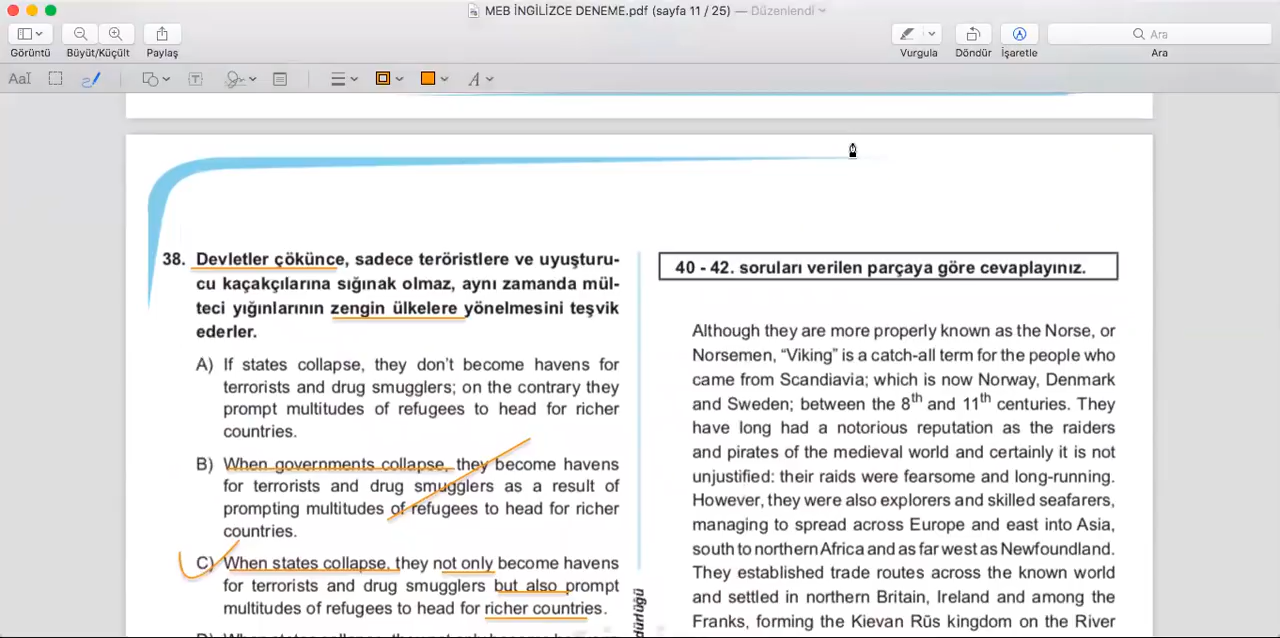 MEB İNGİLİZCE DENEME.pdf (sayfa 11 / 25) — Düzenlendi
Görüntü
Büyüt/Küçült
Paylaş
Vurgula
Döndür
İşaretle
Ara
Ara
AaI
T
A
38. Devletler çökünce, sadece teröristlere ve uyuşturu-
cu kaçakçılarına sığınak olmaz, aynı zamanda mül-
teci yığınlarının zengin ülkelere yönelmesini teşvik
ederler.
A) If states collapse, they don't become havens for
terrorists and drug smugglers; on the contrary they
prompt multitudes of refugees to head for richer
countries.
B) When governments collapse, they become havens
for terrorists and drug smugglers as a result of
prompting multitudes of refugees to head for richer
countries.
C) When states collapse, they not only become havens
for terrorists and drug smugglers but also prompt
multitudes of refugees to head for richer countries.
40 - 42. soruları verilen parçaya göre cevaplayınız.
Although they are more properly known as the Norse, or
Norsemen, “Viking” is a catch-all term for the people who
came from Scandiavia; which is now Norway, Denmark
and Sweden; between the 8th and 11th centuries. They
have long had a notorious reputation as the raiders
and pirates of the medieval world and certainly it is not
unjustified: their raids were fearsome and long-running.
However, they were also explorers and skilled seafarers,
managing to spread across Europe and east into Asia,
south to northern Africa and as far west as Newfoundland.
They established trade routes across the known world
and settled in northern Britain, Ireland and among the
Franks, forming the Kievan Rūs kingdom on the River